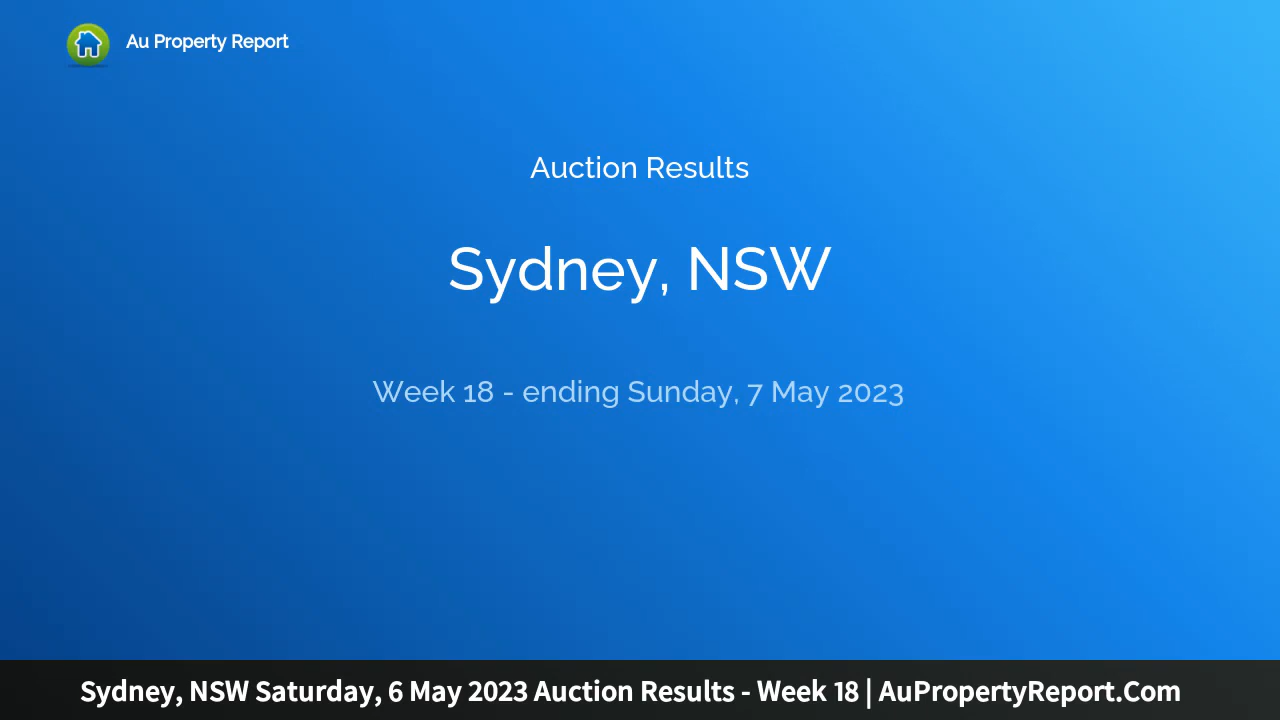 Au Property Report
Auction Results
Sydney, NSW
Week 18 - ending Sunday, 7 May 2023
Sydney, NSW Saturday, 6 May 2023 Auction Results - Week 18 | AuPropertyReport.Com